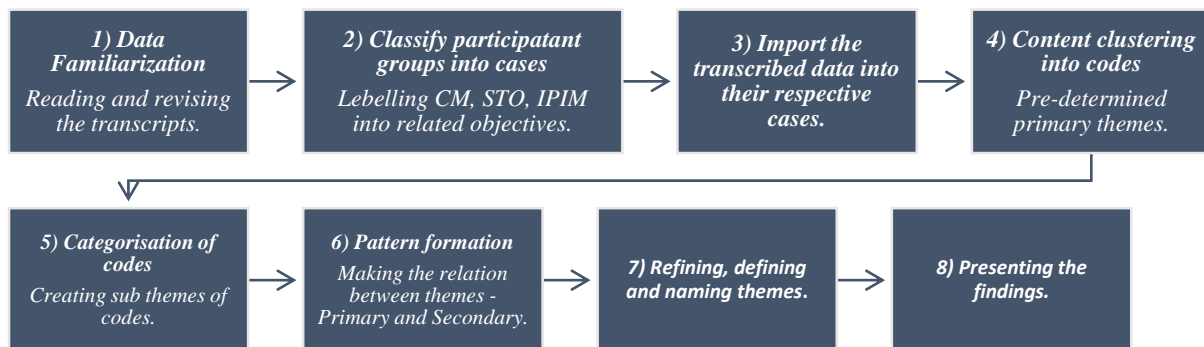 1) Data
Familiarization
Reading and revising
the transcripts.
2) Classify participatant
groups into cases
Lebelling CM, STO, IPIM
into related objectives.
3) Import the
transcribed data into
their respective
cases.
4) Content clustering
into codes
Pre-determined
primary themes.
5) Categorisation of
codes
Creating sub themes of
codes.
6) Pattern formation
Making the relation
between themes -
Primary and Secondary.
7) Refining, defining
and naming themes.
8) Presenting the
findings.